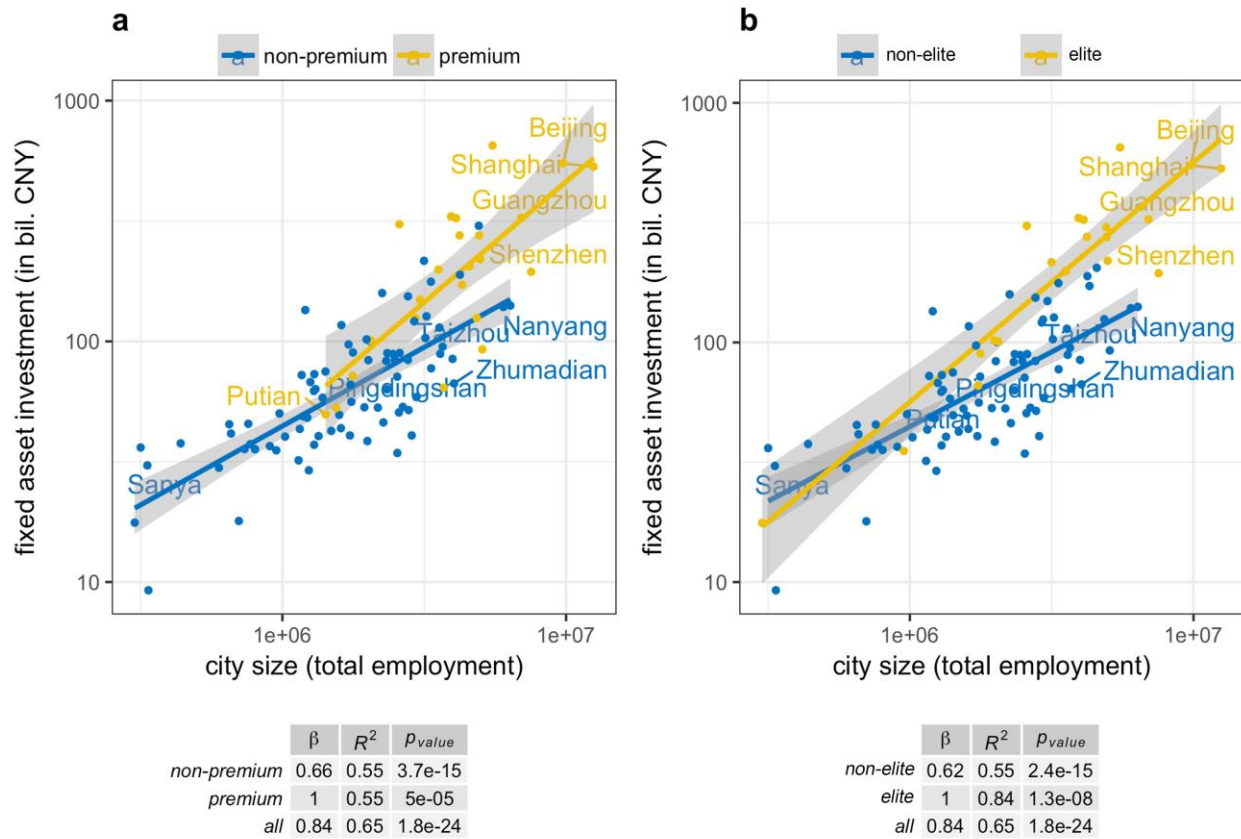 a
a non-premium a premium
fixed asset investment (in bil. CNY)
1000
100
10
Beijing
Shanghai
Guangzhou
Shenzhen
Taizhou
Nanyang
Zhumadian
Pingdingshan
Putian
Sanya
1e+06 1e+07
city size (total employment)
β R² p value
non-premium 0.66 0.55 3.7e-15
premium 1 0.55 5e-05
all 0.84 0.65 1.8e-24
b
a non-elite a elite
fixed asset investment (in bil. CNY)
1000
100
10
Beijing
Shanghai
Guangzhou
Shenzhen
Taizhou
Nanyang
Zhumadian
Pingdingshan
Putian
Sanya
1e+06 1e+07
city size (total employment)
β R² p value
non-elite 0.62 0.55 2.4e-15
elite 1 0.84 1.3e-08
all 0.84 0.65 1.8e-24